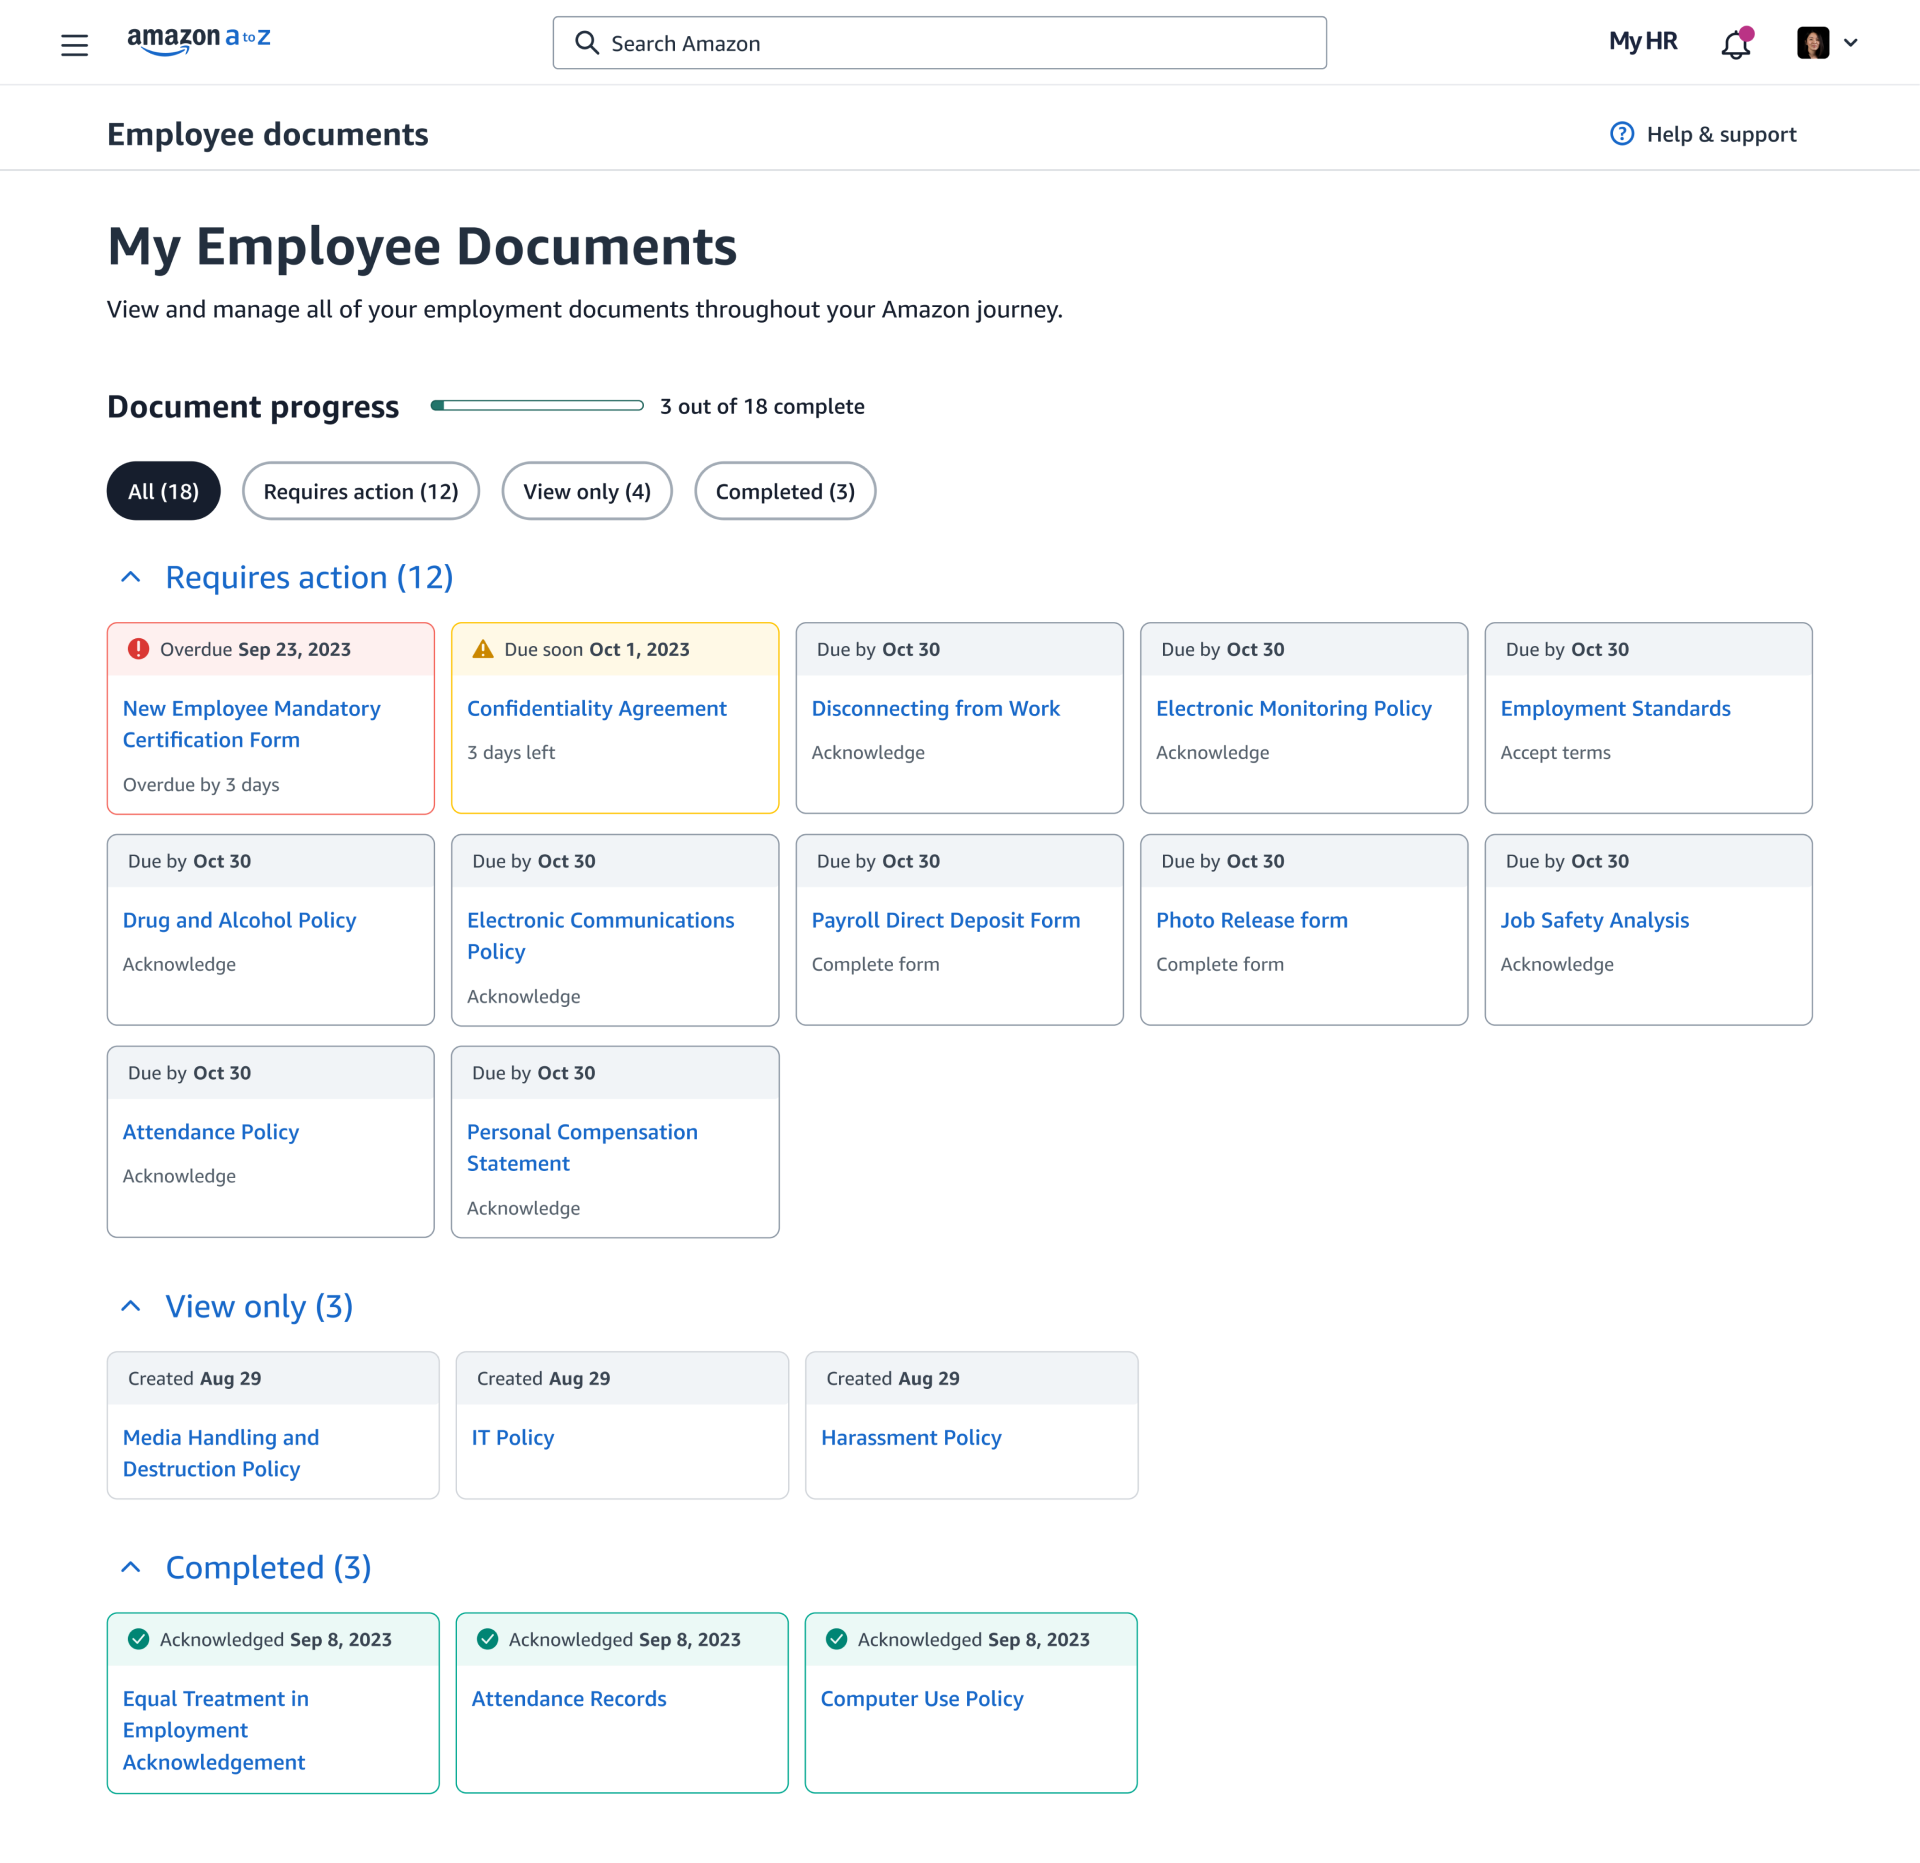 amazon a to Z
Search Amazon
My HR
Employee documents
Help & support
My Employee Documents
View and manage all of your employment documents throughout your Amazon journey.
Document progress
3 out of 18 complete
All (18)
Requires action (12)
View only (4)
Completed (3)
Requires action (12)
Overdue Sep 23, 2023
New Employee Mandatory
Certification Form
Overdue by 3 days
Due soon Oct 1, 2023
Confidentiality Agreement
3 days left
Due by Oct 30
Disconnecting from Work
Acknowledge
Due by Oct 30
Electronic Monitoring Policy
Acknowledge
Due by Oct 30
Employment Standards
Accept terms
Due by Oct 30
Drug and Alcohol Policy
Acknowledge
Due by Oct 30
Electronic Communications
Policy
Acknowledge
Due by Oct 30
Payroll Direct Deposit Form
Complete form
Due by Oct 30
Photo Release form
Complete form
Due by Oct 30
Job Safety Analysis
Acknowledge
Due by Oct 30
Attendance Policy
Acknowledge
Due by Oct 30
Personal Compensation
Statement
Acknowledge
View only (3)
Created Aug 29
Media Handling and
Destruction Policy
Created Aug 29
IT Policy
Created Aug 29
Harassment Policy
Completed (3)
Acknowledged Sep 8, 2023
Equal Treatment in
Employment
Acknowledgement
Acknowledged Sep 8, 2023
Attendance Records
Acknowledged Sep 8, 2023
Computer Use Policy